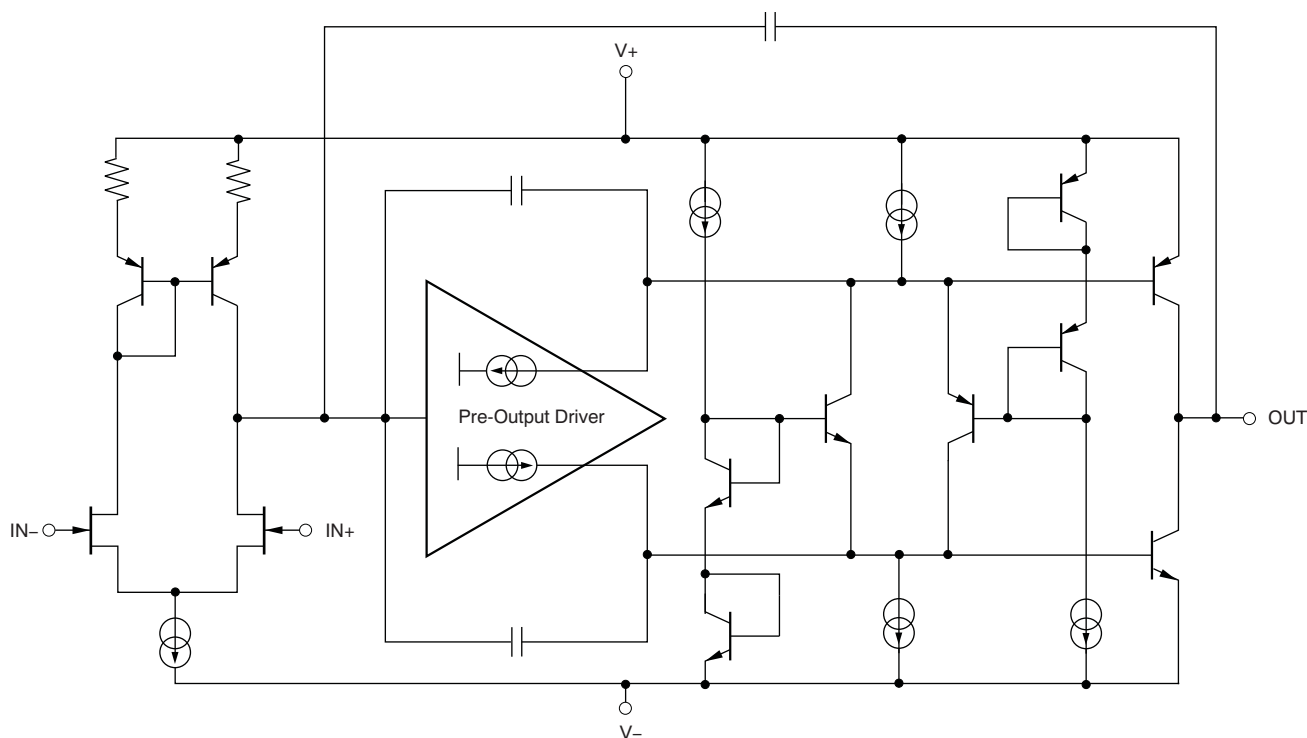 V+
Pre-Output Driver
OUT
IN–
IN+
V–